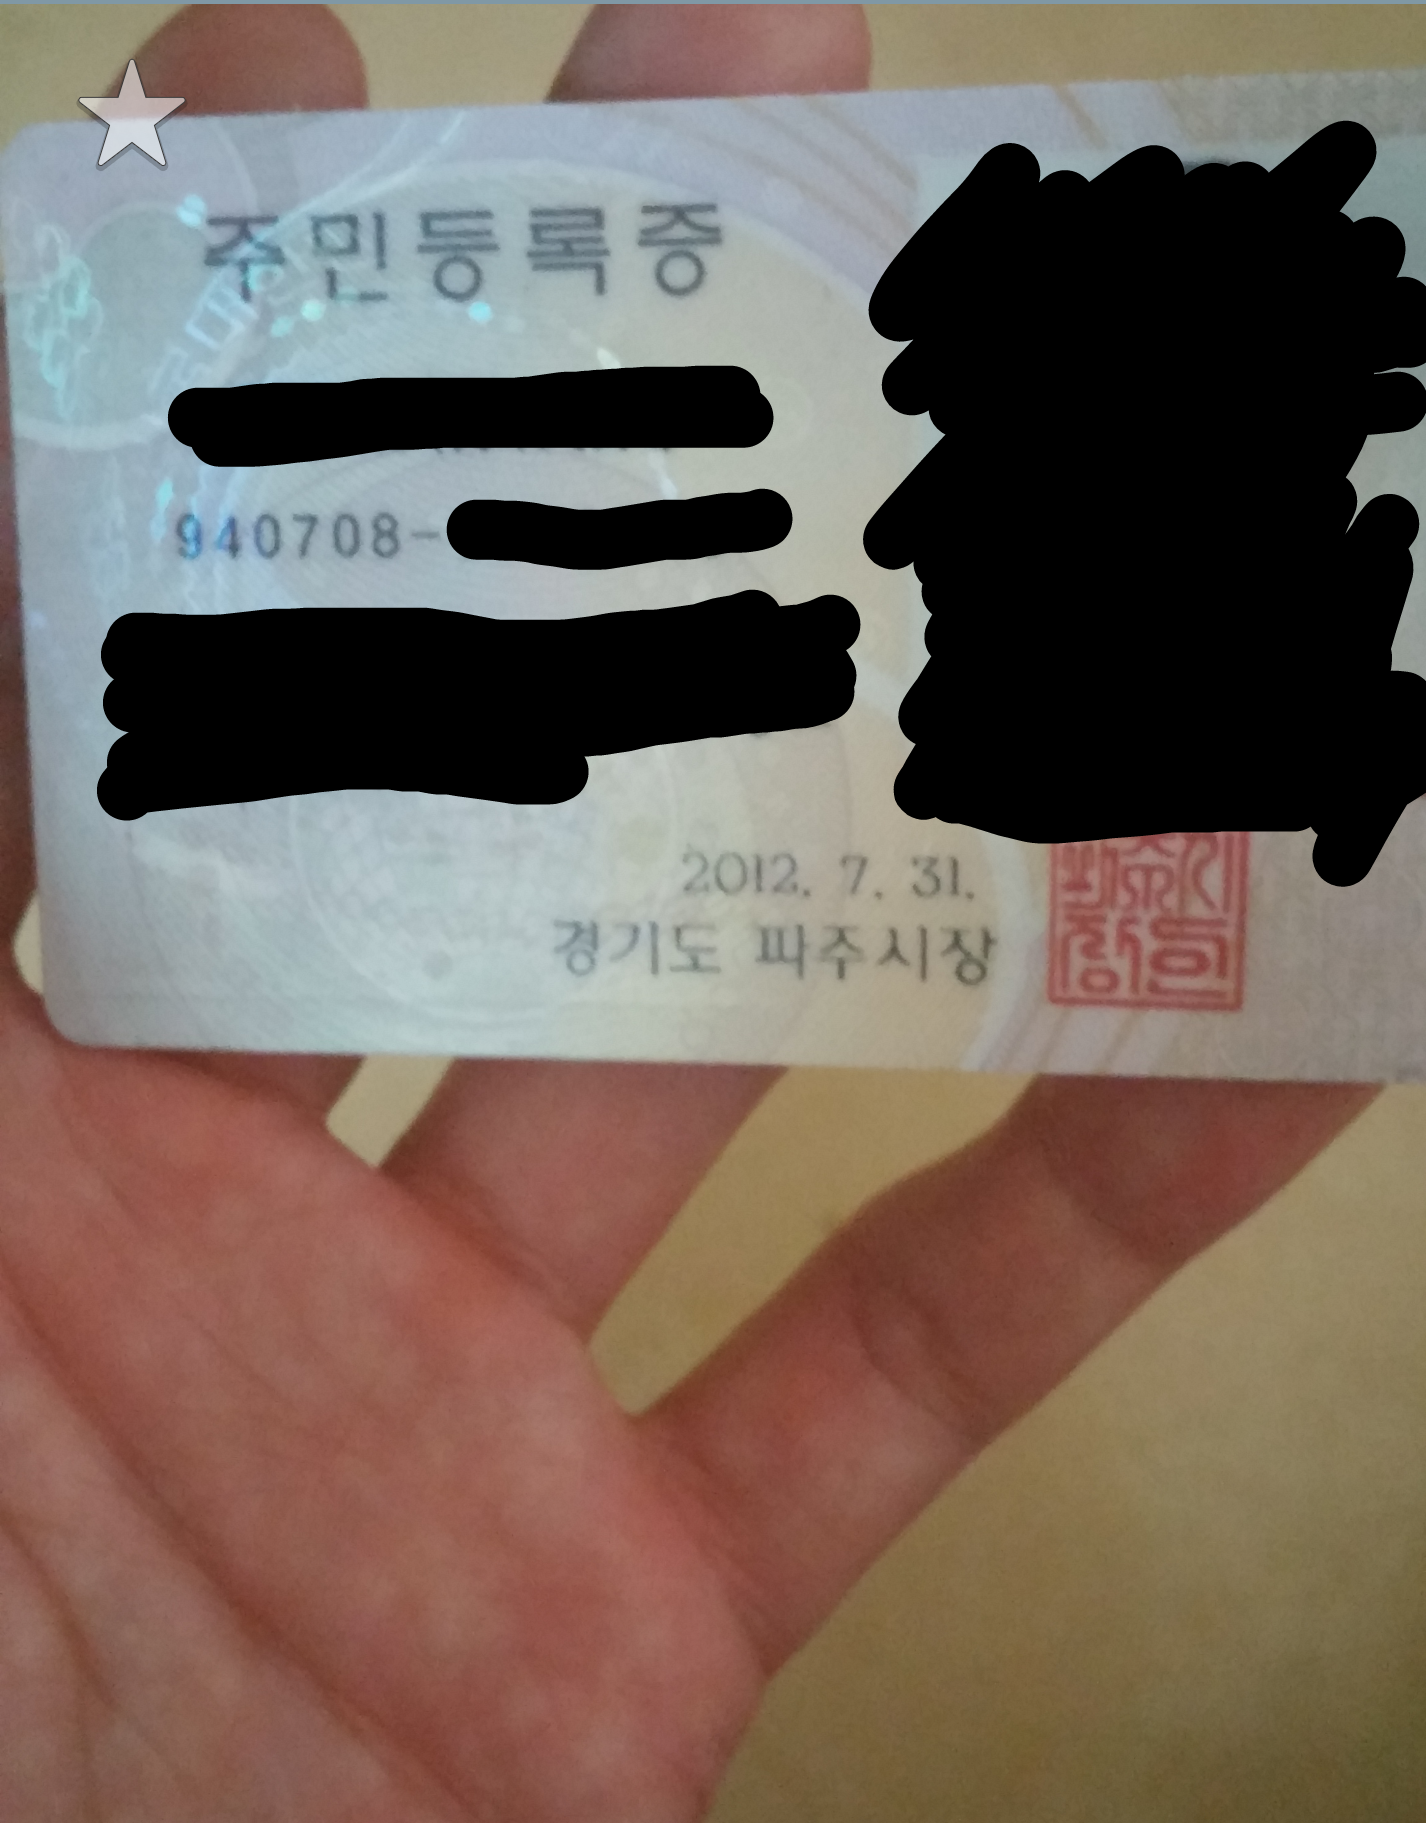 주민등록증
940708-
2012. 7. 31.
경기도 파주시장